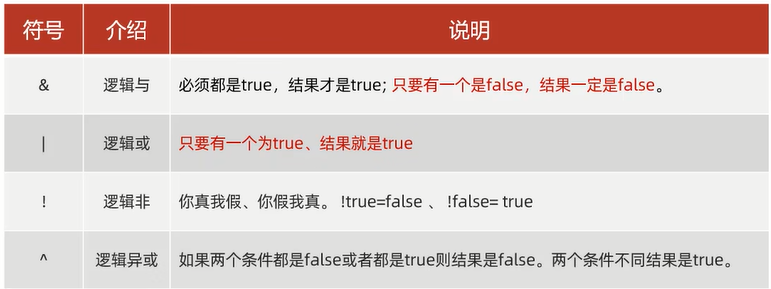 符号 介绍 说明
& 逻辑与 必须都是true，结果才是true; 只要有一个是false，结果一定是false。
| 逻辑或 只要有一个为true、结果就是true
! 逻辑非 你真我假、你假我真。 !true=false 、 !false= true
^ 逻辑异或 如果两个条件都是false或者都是true则结果是false。两个条件不同结果是true。